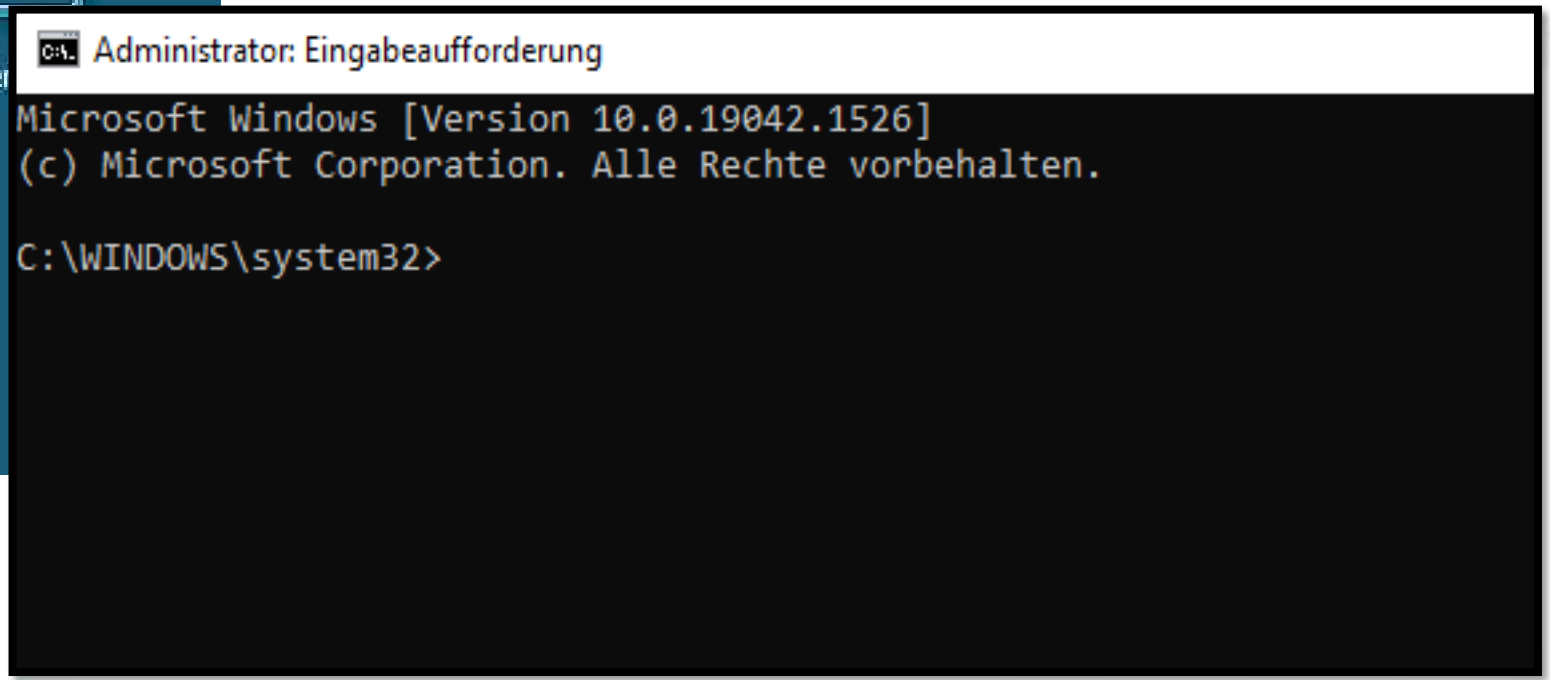 Administrator: Eingabeaufforderung
Microsoft Windows [Version 10.0.19042.1526]
(c) Microsoft Corporation. Alle Rechte vorbehalten.
C:\WINDOWS\system32>